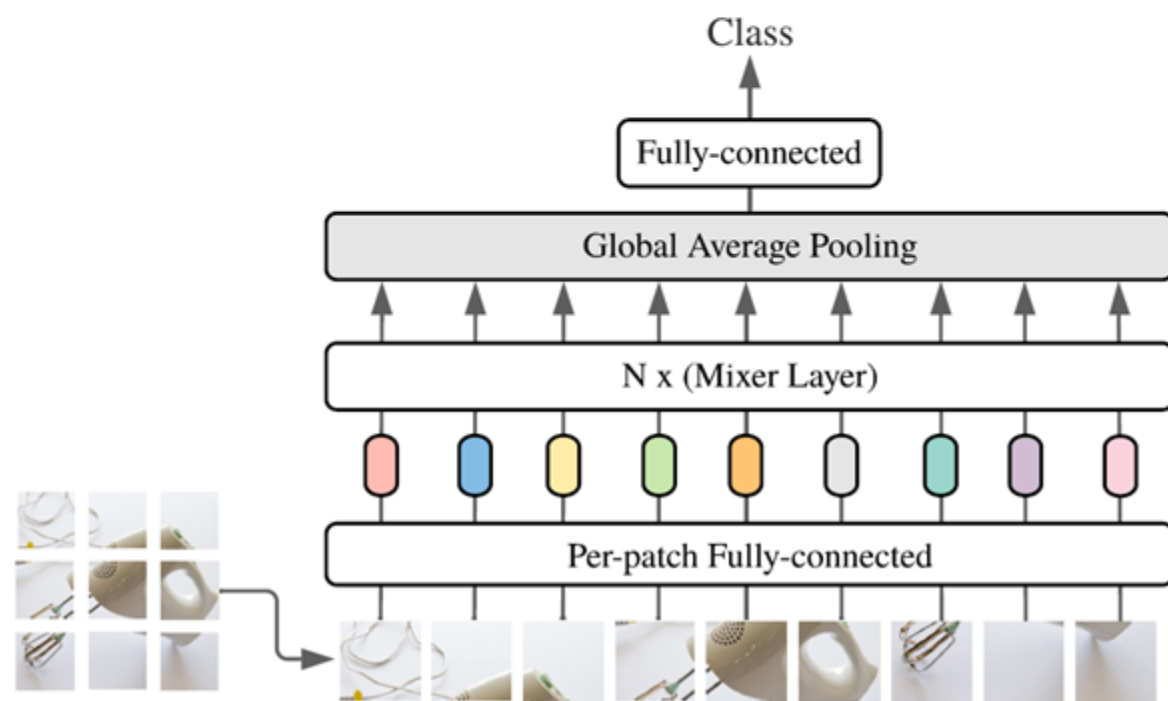 Class
Fully-connected
Global Average Pooling
N x (Mixer Layer)
Per-patch Fully-connected